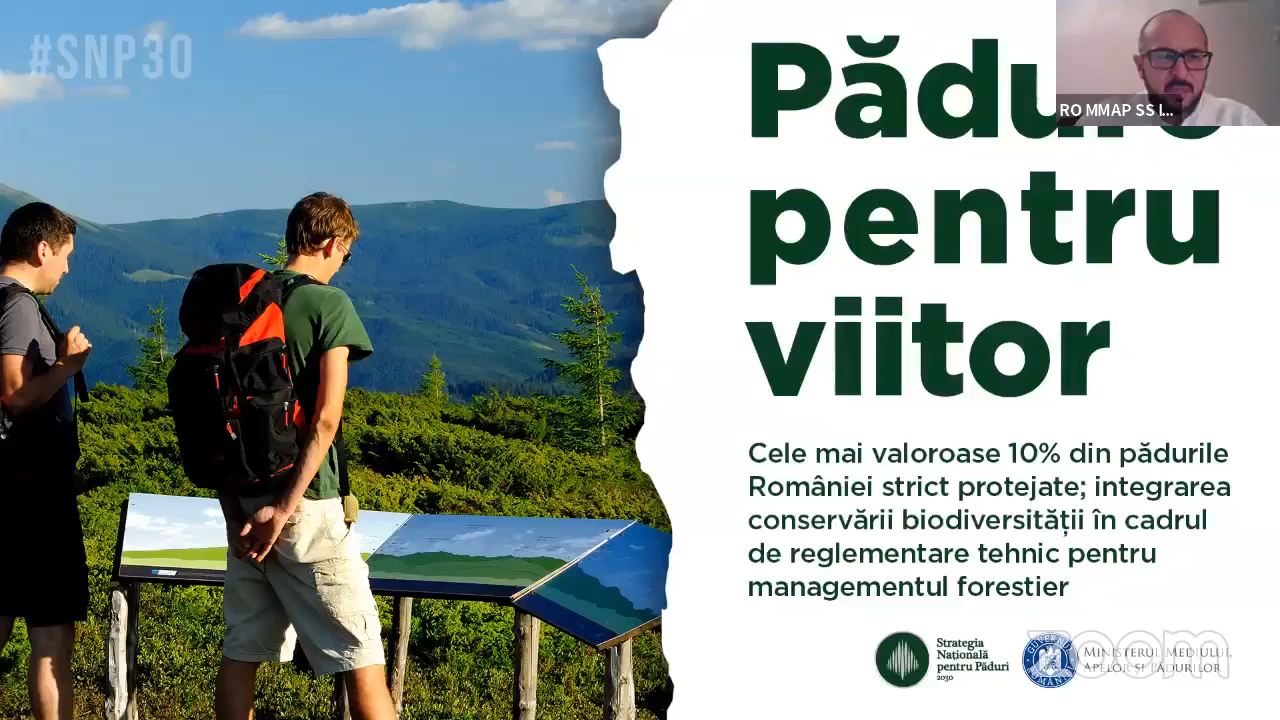 #SNP30
RO MMAP SS I...
pentru
viitor
Cele mai valoroase 10% din pădurile
României strict protejate; integrarea
conservării biodiversității în cadrul
de reglementare tehnic pentru
managementul forestier
Strategia
Națională
pentru Păduri
2030
Ministerul Mediului,
Apelor și Pădurilor
zoom